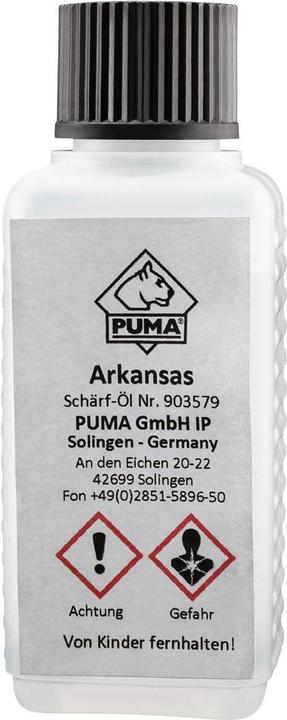 PUMA®
Arkansas
Schärf-Öl Nr. 903579
PUMA GmbH IP
Solingen - Germany
An den Eichen 20-22
42699 Solingen
Fon +49(0)2851-5896-50
Achtung Gefahr
Von Kinder fernhalten!